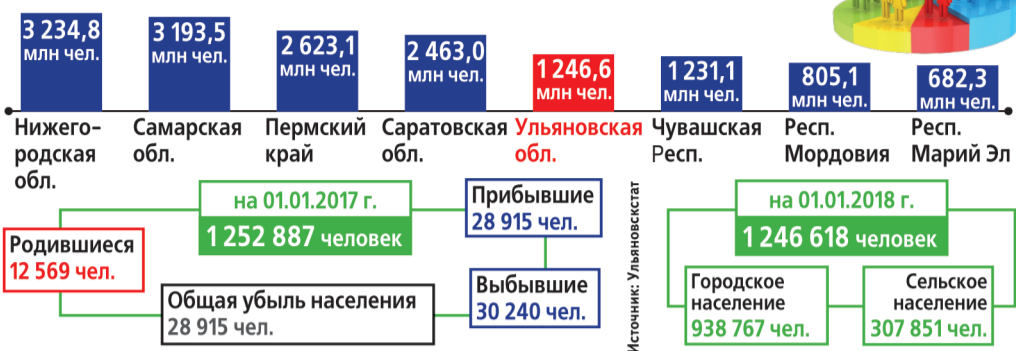 3 234,8
млн чел.
3 193,5
млн чел.
2 623,1
млн чел.
2 463,0
млн чел.
1 246,6
млн чел.
1 231,1
млн чел.
805,1
млн чел.
682,3
млн чел.
Нижего-
родская
обл.
Самарская
обл.
Пермский
край
Саратовская
обл.
Ульяновская
обл.
Чувашская
Респ.
Респ.
Мордовия
Респ.
Марий Эл
на 01.01.2017 г.
1 252 887 человек
Прибывшие
28 915 чел.
Родившиеся
12 569 чел.
Общая убыль населения
28 915 чел.
Выбывшие
30 240 чел.
Источник: Ульяновскстат
на 01.01.2018 г.
1 246 618 человек
Городское
население
938 767 чел.
Сельское
население
307 851 чел.